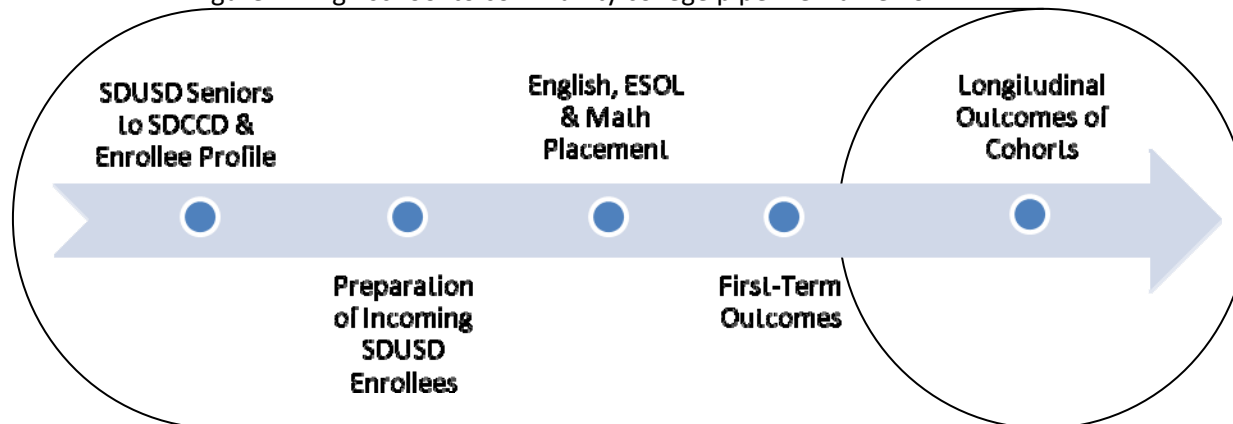 SDUSD Seniors
to SDCCD &
Enrollee Profile
Preparation
of Incoming
SDUSD
Enrollees
English, ESOL
& Math
Placement
First-Term
Outcomes
Longitudinal
Outcomes of
Cohorts